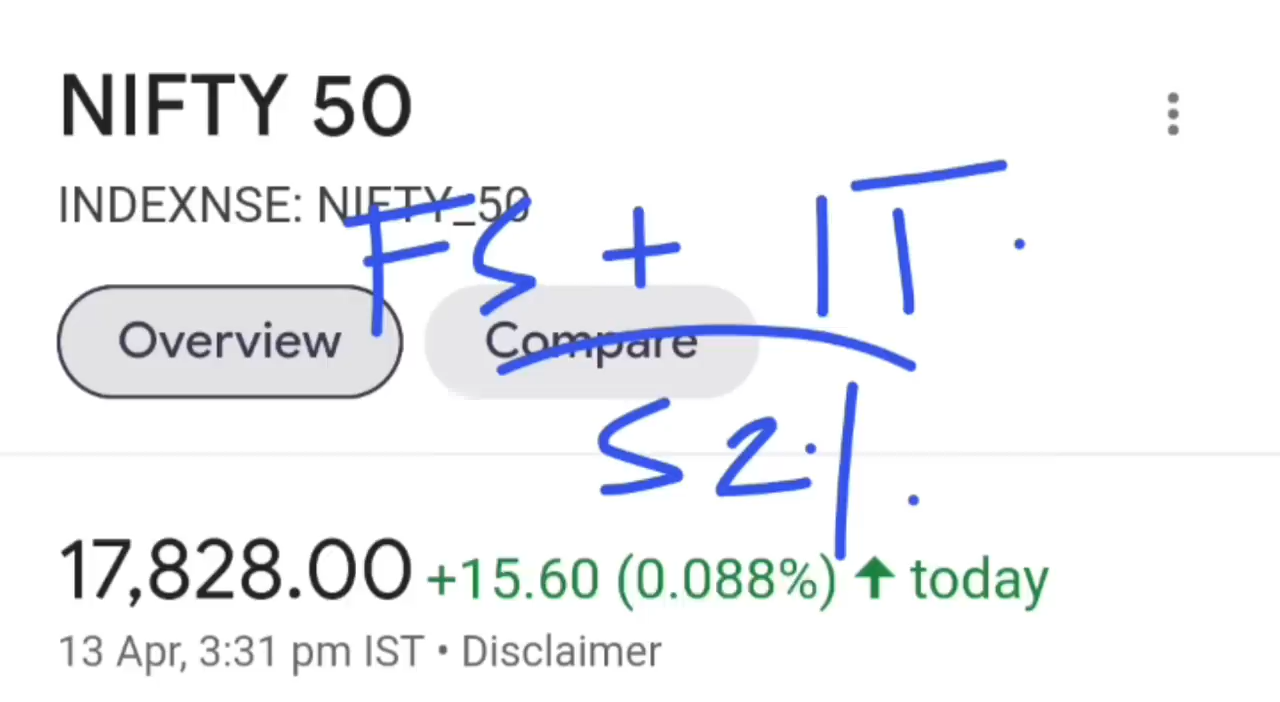 NIFTY 50
INDEXNSE: NIFTY_50
FS + IT.
Overview Compare
52%.
17,828.00 +15.60 (0.088%) ↑ today
13 Apr, 3:31 pm IST • Disclaimer